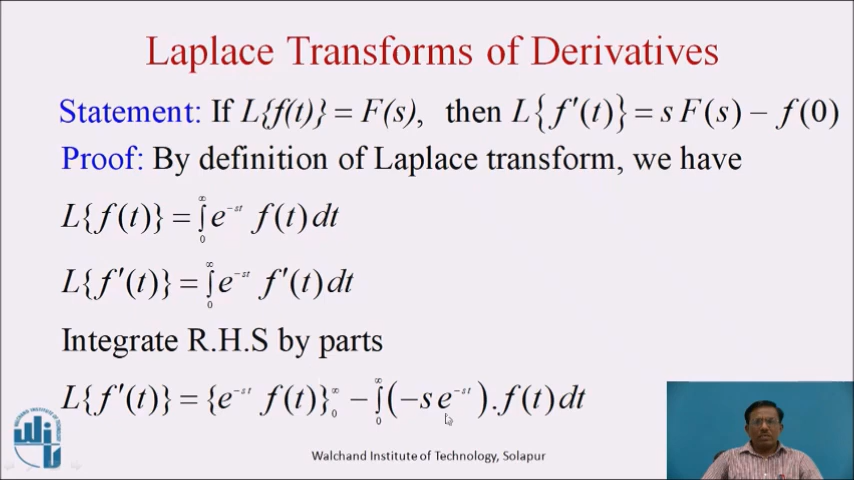 Laplace Transforms of Derivatives
Statement: If L{f(t)} = F(s), then L{f′(t)} = s F(s) − f(0)
Proof: By definition of Laplace transform, we have
L{f(t)} = ∫₀^∞ e^{−st} f(t) dt
L{f′(t)} = ∫₀^∞ e^{−st} f′(t) dt
Integrate R.H.S by parts
L{f′(t)} = {e^{−st} f(t)}₀^∞ − ∫₀^∞ (−s e^{−st}).f(t) dt
Walchand Institute of Technology, Solapur